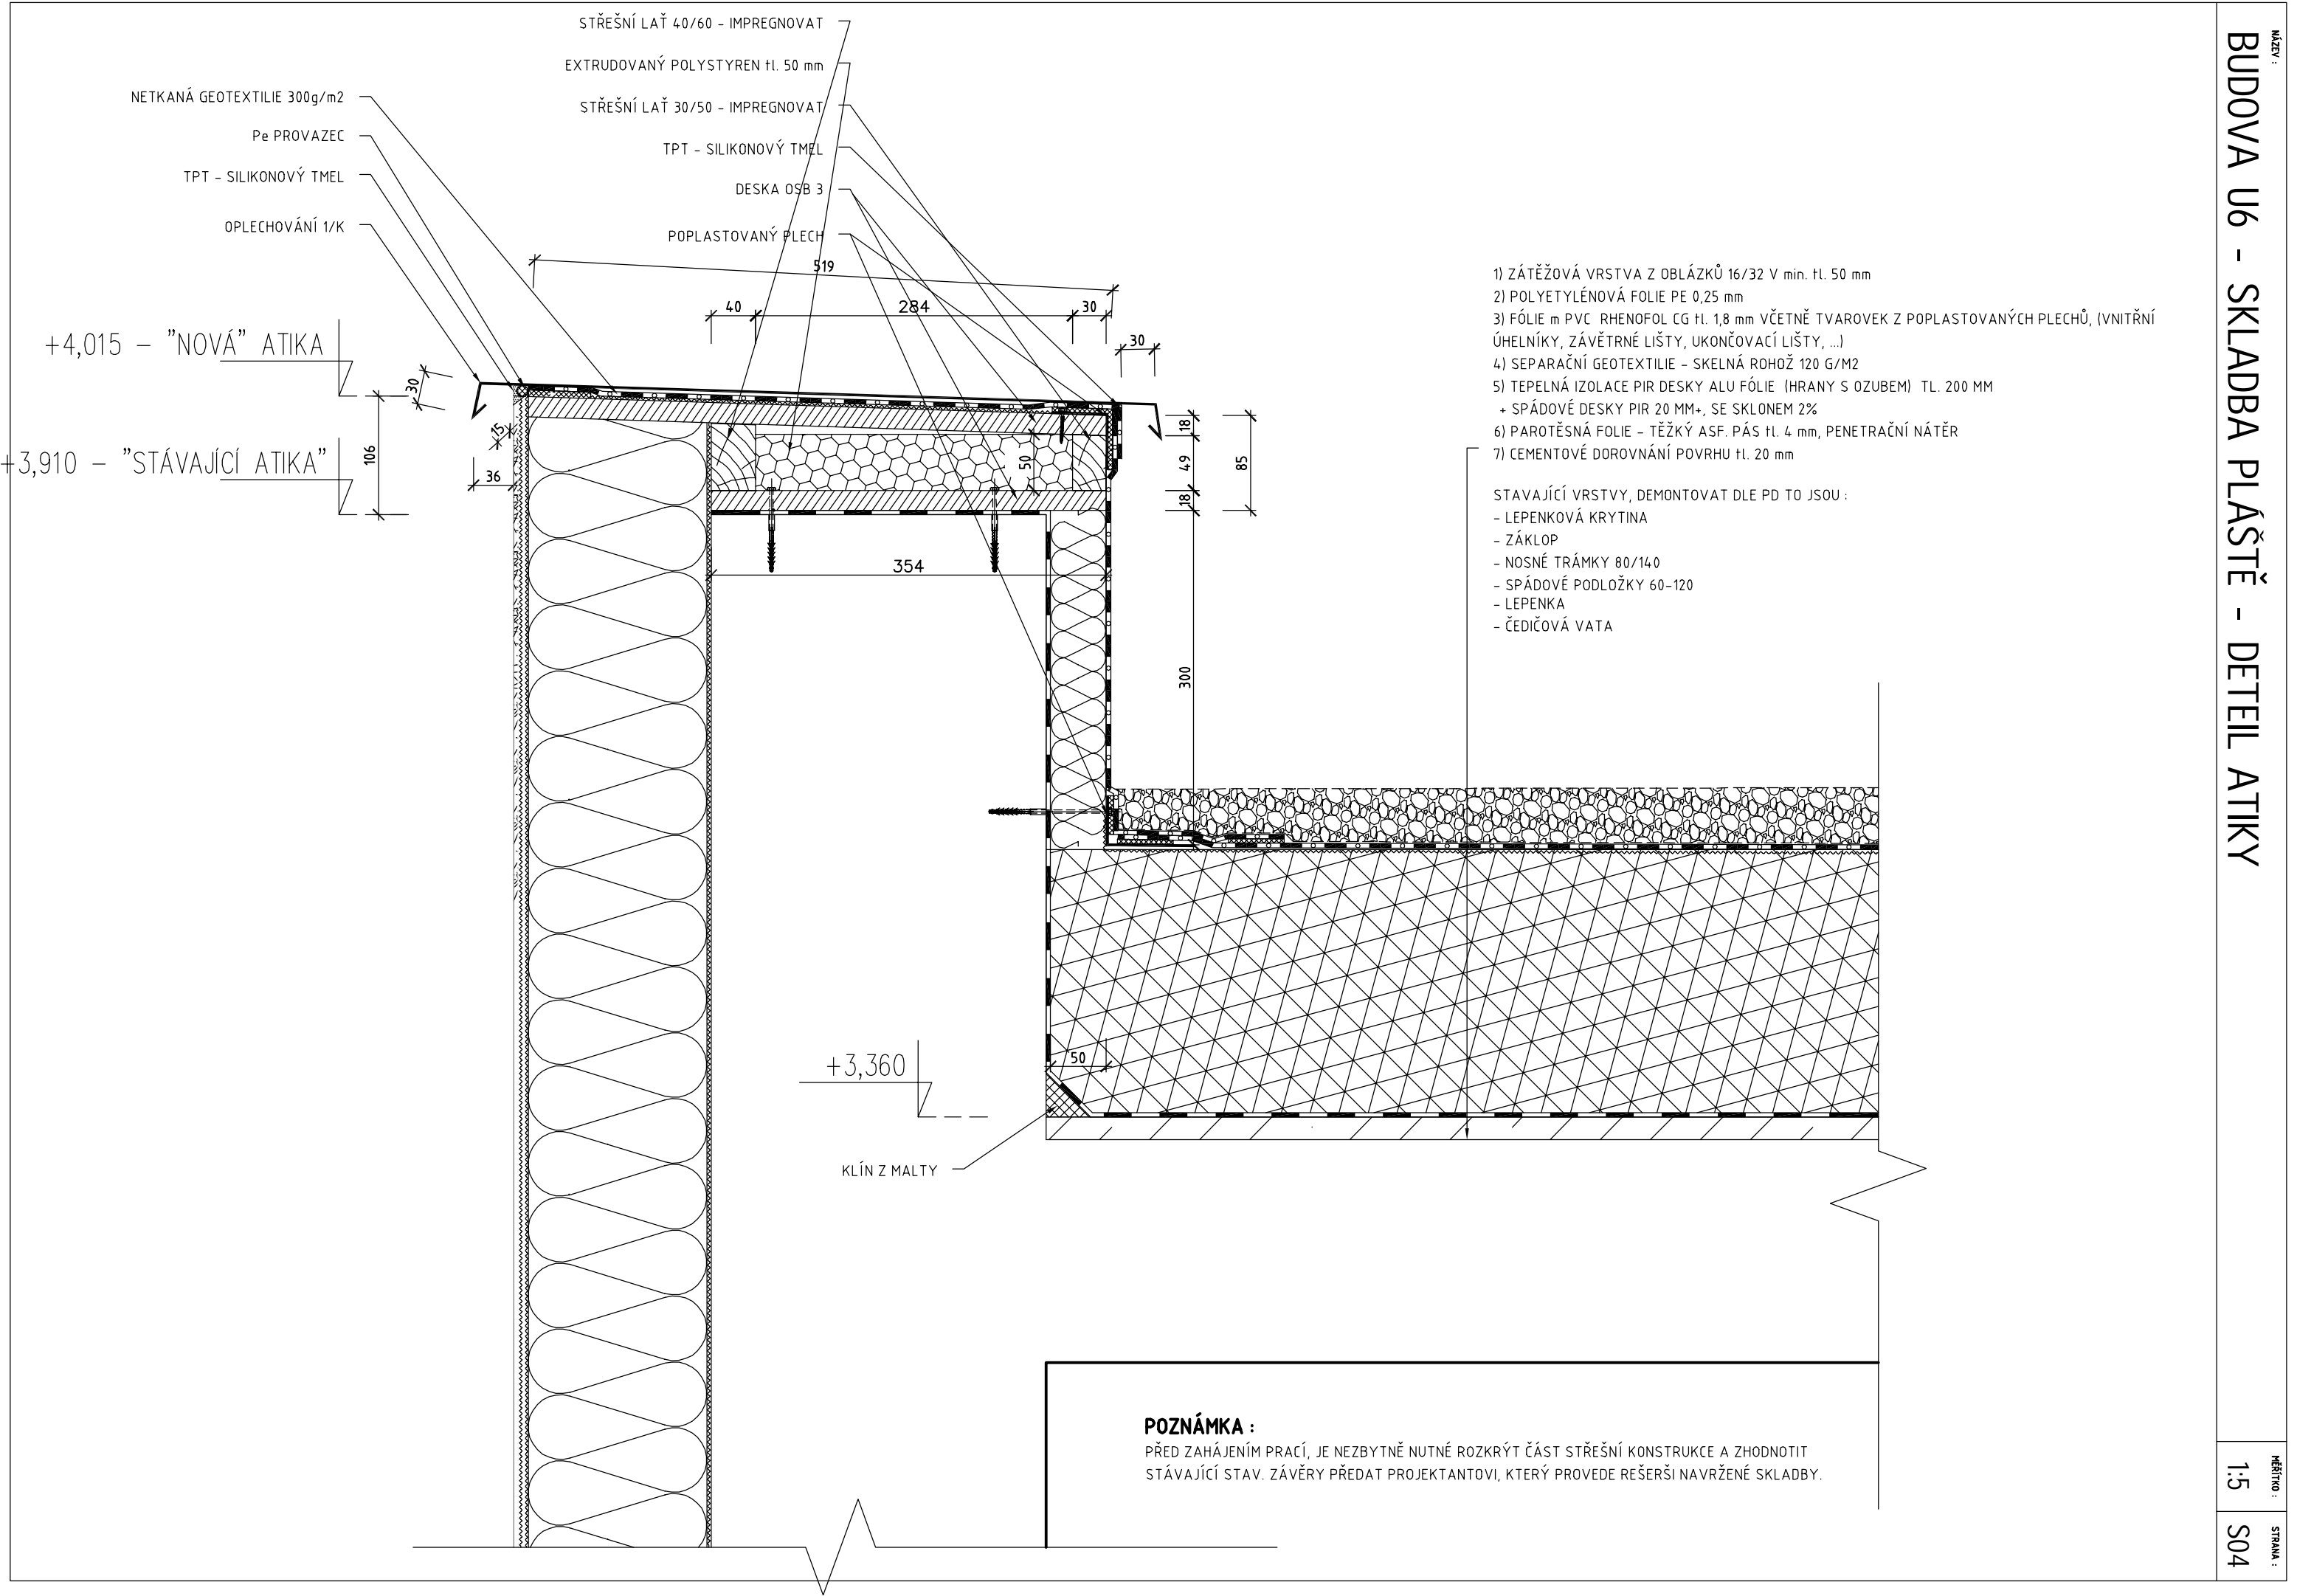 STŘEŠNÍ LAŤ 40/60 - IMPREGNOVAT
EXTRUDOVANÝ POLYSTYREN tl. 50 mm
STŘEŠNÍ LAŤ 30/50 - IMPREGNOVAT
TPT - SILIKONOVÝ TMEL
DESKA OSB 3
POPLASTOVANÝ PLECH
NETKANÁ GEOTEXTILIE 300g/m2
Pe PROVAZEC
TPT - SILIKONOVÝ TMEL
OPLECHOVÁNÍ 1/K
519
40
284
30
30
+4,015 - "NOVÁ" ATIKA
30
15
36
106
+3,910 - "STÁVAJÍCÍ ATIKA"
18
49
18
85
50
354
300
1) ZÁTĚŽOVÁ VRSTVA Z OBLÁZKŮ 16/32 V min. tl. 50 mm
2) POLYETYLÉNOVÁ FOLIE PE 0,25 mm
3) FÓLIE m PVC RHENOFOL CG tl. 1,8 mm VČETNĚ TVAROVEK Z POPLASTOVANÝCH PLECHŮ, (VNITŘNÍ
ÚHELNÍKY, ZÁVĚTRNÉ LIŠTY, UKONČOVACÍ LIŠTY, ...)
4) SEPARAČNÍ GEOTEXTILIE - SKELNÁ ROHOŽ 120 G/M2
5) TEPELNÁ IZOLACE PIR DESKY ALU FÓLIE (HRANY S OZUBEM) TL. 200 MM
+ SPÁDOVÉ DESKY PIR 20 MM+, SE SKLONEM 2%
6) PAROTĚSNÁ FOLIE - TĚŽKÝ ASF. PÁS tl. 4 mm, PENETRAČNÍ NÁTĚR
7) CEMENTOVÉ DOROVNÁNÍ POVRHU tl. 20 mm
STAVAJÍCÍ VRSTVY, DEMONTOVAT DLE PD TO JSOU :
- LEPENKOVÁ KRYTINA
- ZÁKLOP
- NOSNÉ TRÁMKY 80/140
- SPÁDOVÉ PODLOŽKY 60-120
- LEPENKA
- ČEDIČOVÁ VATA
50
+3,360
KLÍN Z MALTY
POZNÁMKA :
PŘED ZAHÁJENÍM PRACÍ, JE NEZBYTNĚ NUTNÉ ROZKRÝT ČÁST STŘEŠNÍ KONSTRUKCE A ZHODNOTIT
STÁVAJÍCÍ STAV. ZÁVĚRY PŘEDAT PROJEKTANTOVI, KTERÝ PROVEDE REŠERŠI NAVRŽENÉ SKLADBY.
NÁZEV :
BUDOVA U6 - SKLADBA PLÁŠTĚ - DETEIL ATIKY
MĚŘÍTKO :
1:5
STRANA :
S04